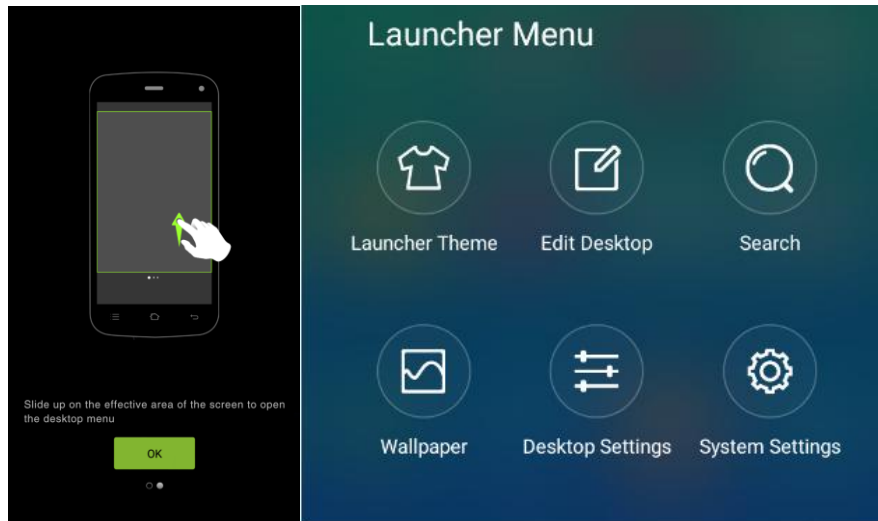 Slide up on the effective area of the screen to open
the desktop menu
OK
Launcher Menu
Launcher Theme
Edit Desktop
Search
Wallpaper
Desktop Settings
System Settings